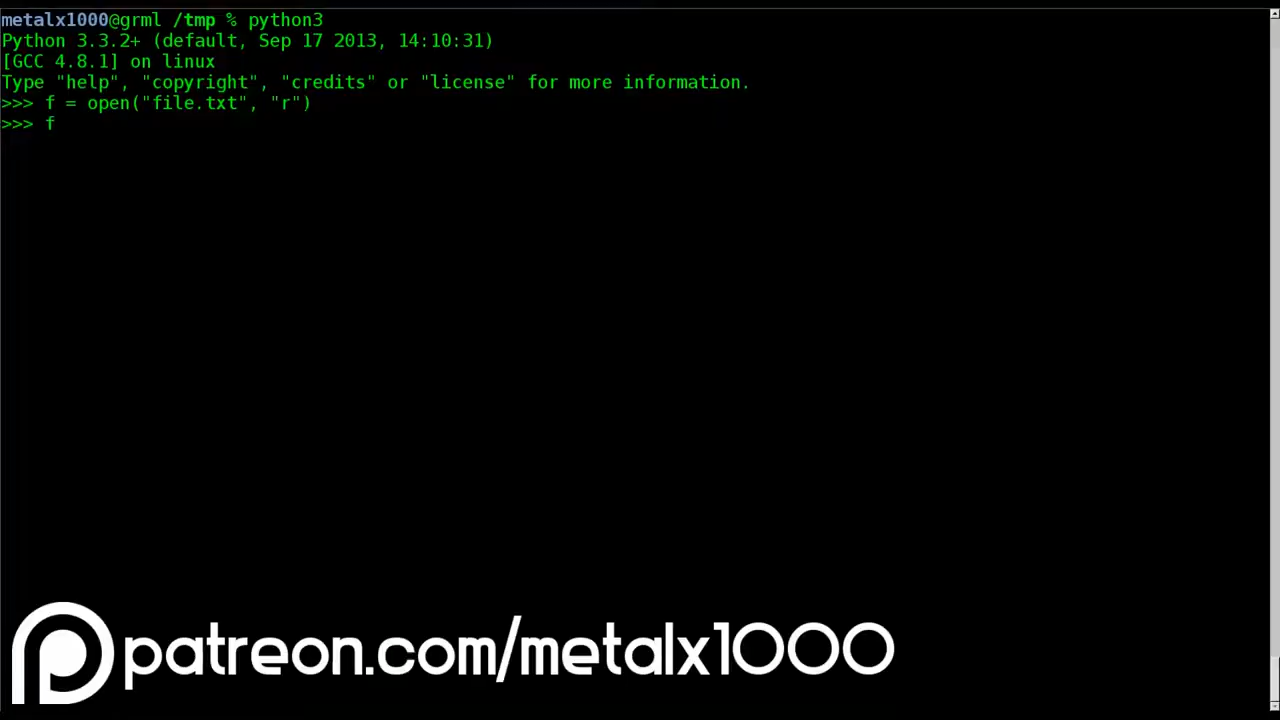 metalx1000@grml /tmp % python3
Python 3.3.2+ (default, Sep 17 2013, 14:10:31)
[GCC 4.8.1] on linux
Type "help", "copyright", "credits" or "license" for more information.
>>> f = open("file.txt", "r")
>>> f
patreon.com/metalx1000